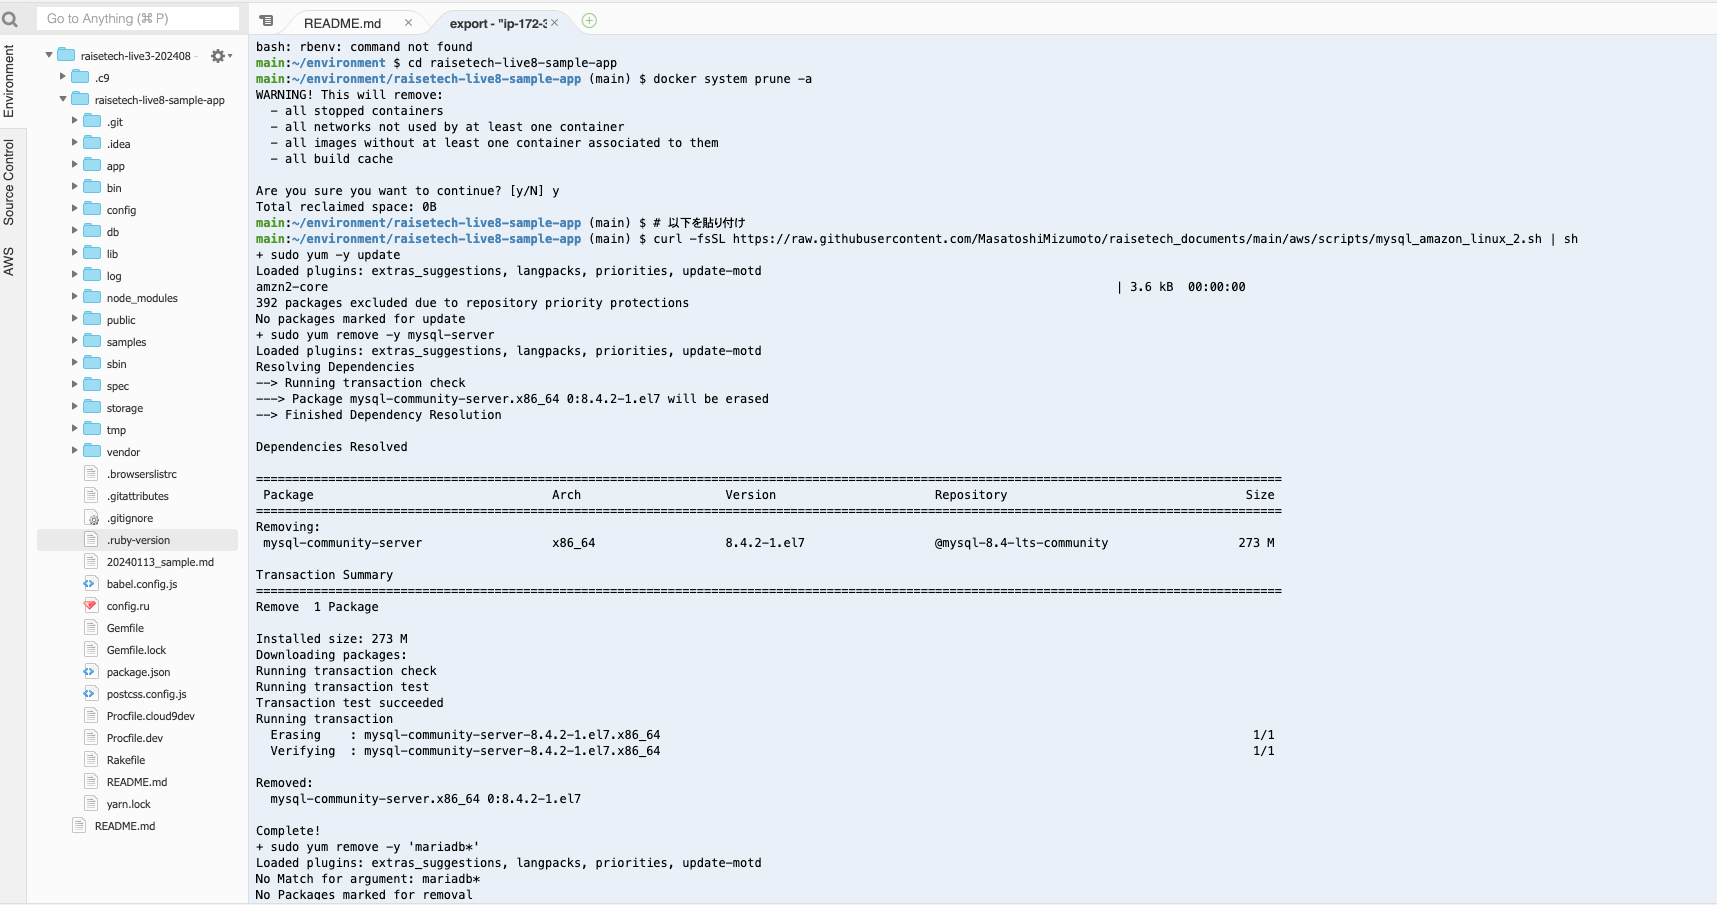 Go to Anything (⌘ P)
README.md
export - "ip-172-3
Environment
Source Control
AWS
raisetech-live3-202408
.c9
raisetech-live8-sample-app
.git
.idea
app
bin
config
db
lib
log
node_modules
public
samples
sbin
spec
storage
tmp
vendor
.browserslistrc
.gitattributes
.gitignore
.ruby-version
20240113_sample.md
babel.config.js
config.ru
Gemfile
Gemfile.lock
package.json
postcss.config.js
Procfile.cloud9dev
Procfile.dev
Rakefile
README.md
yarn.lock
README.md
bash: rbenv: command not found
main:~/environment $ cd raisetech-live8-sample-app
main:~/environment/raisetech-live8-sample-app (main) $ docker system prune -a
WARNING! This will remove:
- all stopped containers
- all networks not used by at least one container
- all images without at least one container associated to them
- all build cache
Are you sure you want to continue? [y/N] y
Total reclaimed space: 0B
main:~/environment/raisetech-live8-sample-app (main) $ # 以下を貼り付け
main:~/environment/raisetech-live8-sample-app (main) $ curl -fsSL https://raw.githubusercontent.com/MasatoshiMizumoto/raisetech_documents/main/aws/scripts/mysql_amazon_linux_2.sh | sh
+ sudo yum -y update
Loaded plugins: extras_suggestions, langpacks, priorities, update-motd
amzn2-core | 3.6 kB 00:00:00
392 packages excluded due to repository priority protections
No packages marked for update
+ sudo yum remove -y mysql-server
Loaded plugins: extras_suggestions, langpacks, priorities, update-motd
Resolving Dependencies
--> Running transaction check
---> Package mysql-community-server.x86_64 0:8.4.2-1.el7 will be erased
--> Finished Dependency Resolution
Dependencies Resolved
Package Arch Version Repository Size
Removing:
mysql-community-server x86_64 8.4.2-1.el7 @mysql-8.4-lts-community 273 M
Transaction Summary
Remove 1 Package
Installed size: 273 M
Downloading packages:
Running transaction check
Running transaction test
Transaction test succeeded
Running transaction
Erasing : mysql-community-server-8.4.2-1.el7.x86_64 1/1
Verifying : mysql-community-server-8.4.2-1.el7.x86_64 1/1
Removed:
mysql-community-server.x86_64 0:8.4.2-1.el7
Complete!
+ sudo yum remove -y 'mariadb*'
Loaded plugins: extras_suggestions, langpacks, priorities, update-motd
No Match for argument: mariadb*
No Packages marked for removal